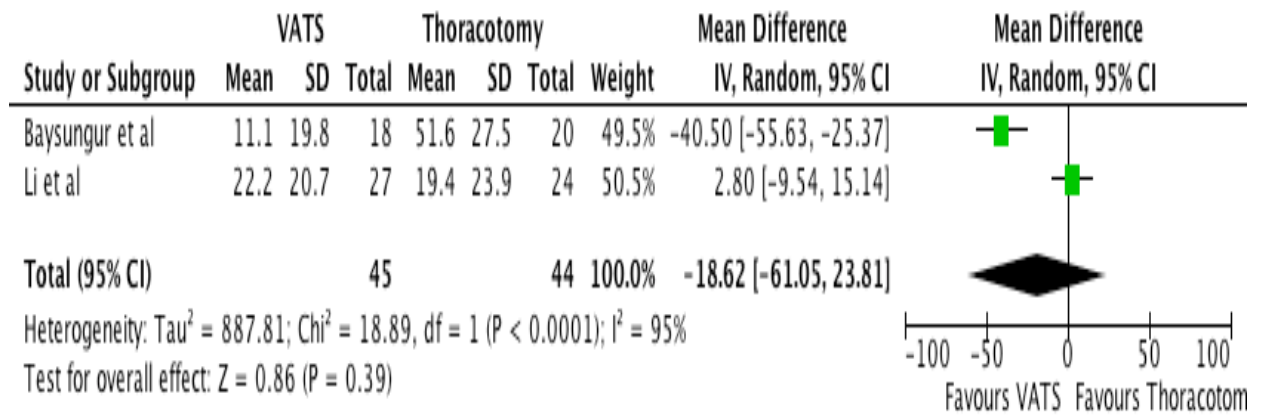 VATS Thoracotomy Mean Difference Mean Difference
Study or Subgroup Mean SD Total Mean SD Total Weight IV, Random, 95% CI IV, Random, 95% CI
Baysungur et al 11.1 19.8 18 51.6 27.5 20 49.5% -40.50 [-55.63, -25.37]
Li et al 22.2 20.7 27 19.4 23.9 24 50.5% 2.80 [-9.54, 15.14]
Total (95% CI) 45 44 100.0% -18.62 [-61.05, 23.81]
Heterogeneity: Tau² = 887.81; Chi² = 18.89, df = 1 (P < 0.0001); I² = 95%
-100 -50 0 50 100
Test for overall effect: Z = 0.86 (P = 0.39)
Favours VATS Favours Thoracotom